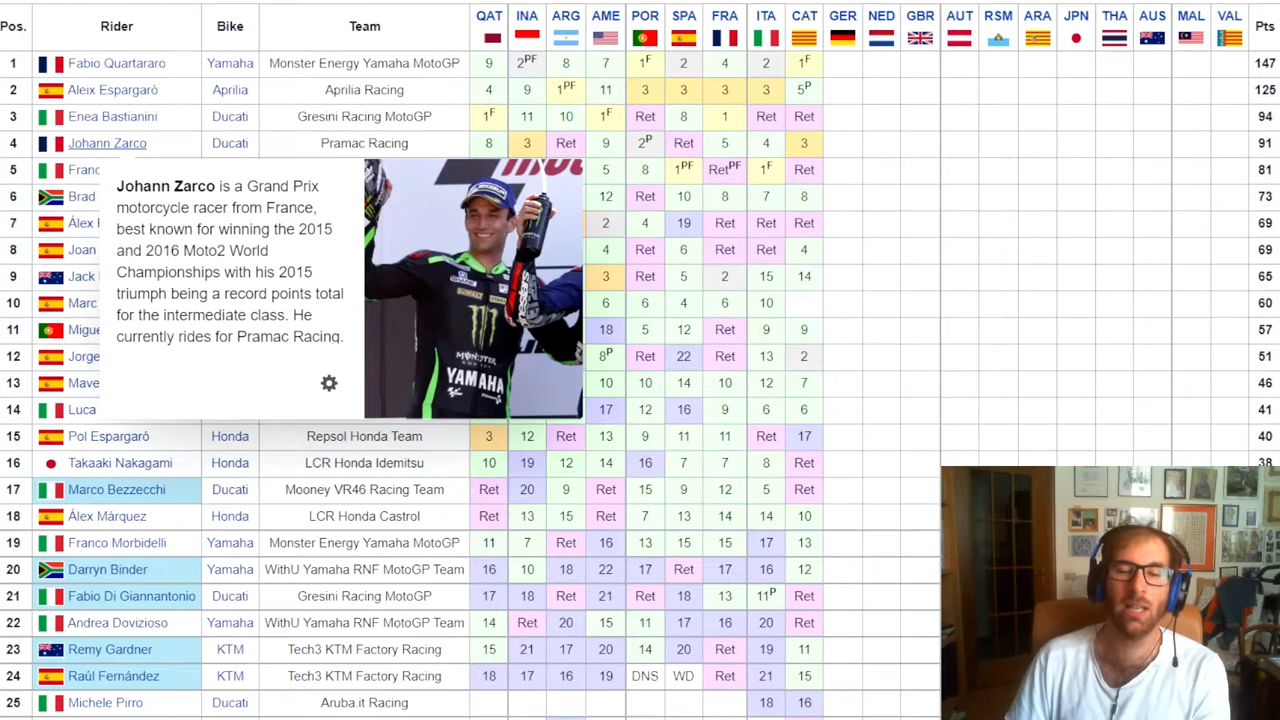 Pos. Rider Bike Team QAT INA ARG AME POR SPA FRA ITA CAT GER NED GBR AUT RSM ARA JPN THA AUS MAL VAL Pts
1 Fabio Quartararo Yamaha Monster Energy Yamaha MotoGP 9 2PF 8 7 1F 2 4 2 1F 147
2 Aleix Espargaró Aprilia Aprilia Racing 4 9 1PF 11 3 3 3 3 5P 125
3 Enea Bastianini Ducati Gresini Racing MotoGP 1F 11 10 1F Ret 8 1 Ret Ret 94
4 Johann Zarco Ducati Pramac Racing 8 3 Ret 9 2P Ret 5 4 3 91
5 Franc 5 8 1PF RetPF 1F Ret 81
6 Brad 12 Ret 10 8 7 8 73
7 Álex 2 4 19 Ret Ret Ret 69
8 Joan 4 Ret 6 Ret Ret 4 69
9 Jack 3 Ret 5 2 15 14 65
10 Marc 6 6 4 6 10 60
11 Migue 18 5 12 Ret 9 9 57
12 Jorge 8P Ret 22 Ret 13 2 51
13 Mave 10 10 14 10 12 7 46
14 Luca 17 12 16 9 6 6 41
Johann Zarco is a Grand Prix
motorcycle racer from France,
best known for winning the 2015
and 2016 Moto2 World
Championships with his 2015
triumph being a record points total
for the intermediate class. He
currently rides for Pramac Racing.
MONSTER
ENERGY
YAMAHA
15 Pol Espargaró Honda Repsol Honda Team 3 12 Ret 13 9 11 11 Ret 17 40
16 Takaaki Nakagami Honda LCR Honda Idemitsu 10 19 12 14 16 7 7 8 Ret 38
17 Marco Bezzecchi Ducati Mooney VR46 Racing Team Ret 20 9 Ret 15 9 12 5 Ret
18 Álex Márquez Honda LCR Honda Castrol Ret 13 15 Ret 7 13 14 14 10
19 Franco Morbidelli Yamaha Monster Energy Yamaha MotoGP 11 7 Ret 16 13 15 15 17 13
20 Darryn Binder Yamaha WithU Yamaha RNF MotoGP Team 16 10 18 22 17 Ret 17 16 12
21 Fabio Di Giannantonio Ducati Gresini Racing MotoGP 17 18 Ret 21 Ret 18 13 11P Ret
22 Andrea Dovizioso Yamaha WithU Yamaha RNF MotoGP Team 14 Ret 20 15 11 17 16 20 Ret
23 Remy Gardner KTM Tech3 KTM Factory Racing 15 21 17 20 14 20 Ret 19 11
24 Raúl Fernández KTM Tech3 KTM Factory Racing 18 17 16 19 DNS WD Ret 21 15
25 Michele Pirro Ducati Aruba.it Racing 18 16